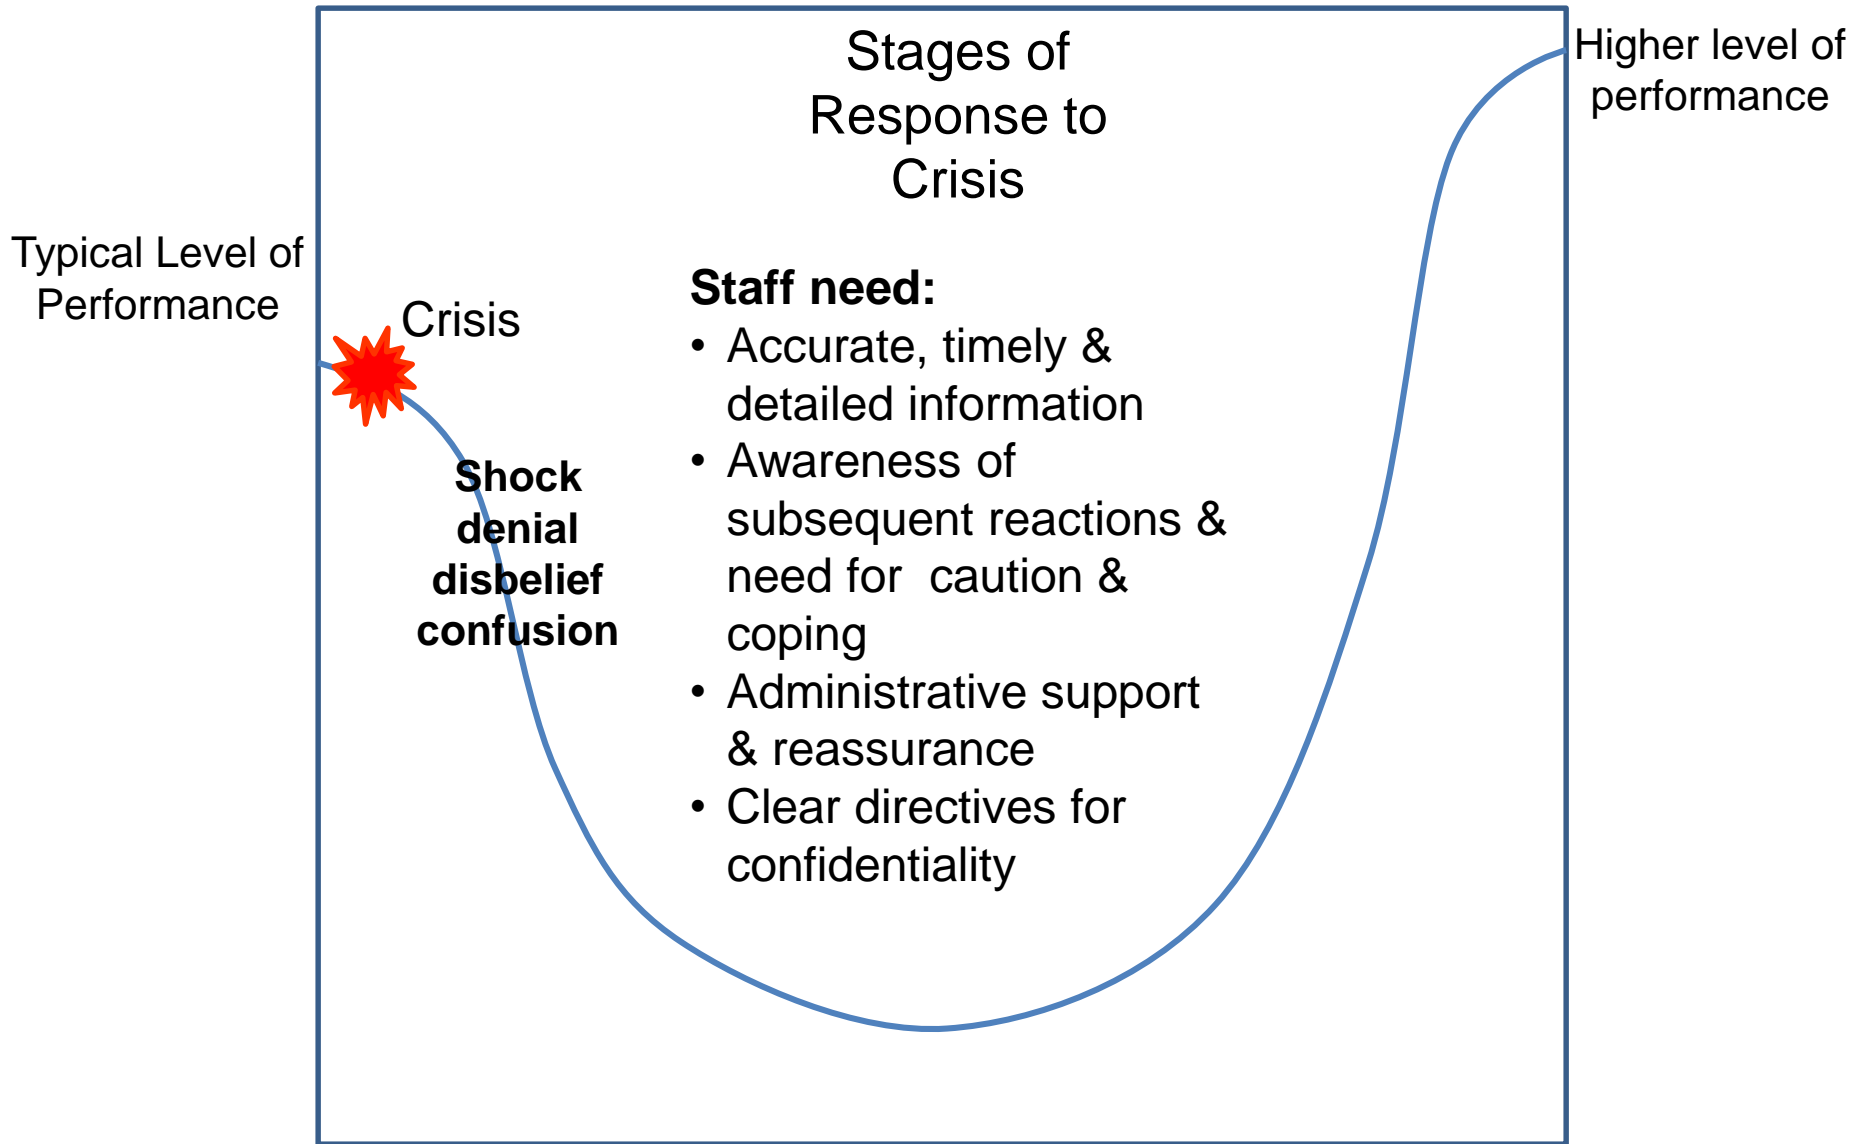 Stages of
Response to
Crisis
Higher level of
performance
Typical Level of
Performance
Crisis
Shock
denial
disbelief
confusion
Staff need:
• Accurate, timely &
detailed information
• Awareness of
subsequent reactions &
need for  caution &
coping
• Administrative support
& reassurance
• Clear directives for
confidentiality